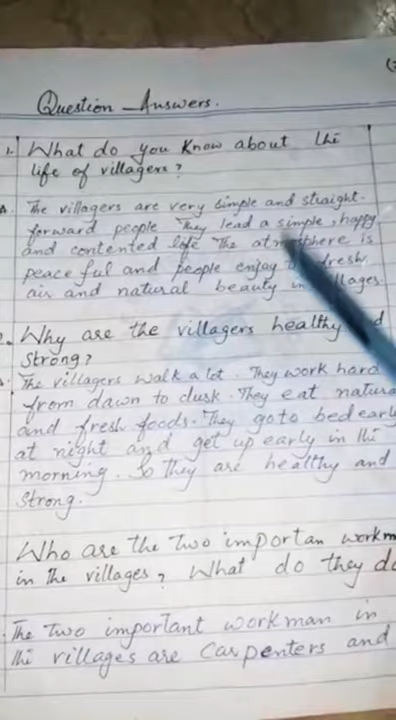 Question - Answers.
1. What do you know about the
life of villagers?
A. The villagers are very simple and straight-
forward people They lead a simple, happy
and contented life The atmosphere is
peace ful and people enjoy fresh
air and natural beauty in villages.
2. Why are the villagers healthy
Strong?
The villagers walk a lot. They work hard
from dawn to dusk. They eat natura
and fresh foods. They go to bed early
at night and get up early in the
morning. So They are healthy and
Strong.
Who are the Two importan workm
in the villages, What do they do
The Two important workman in
the villages are Carpenters and